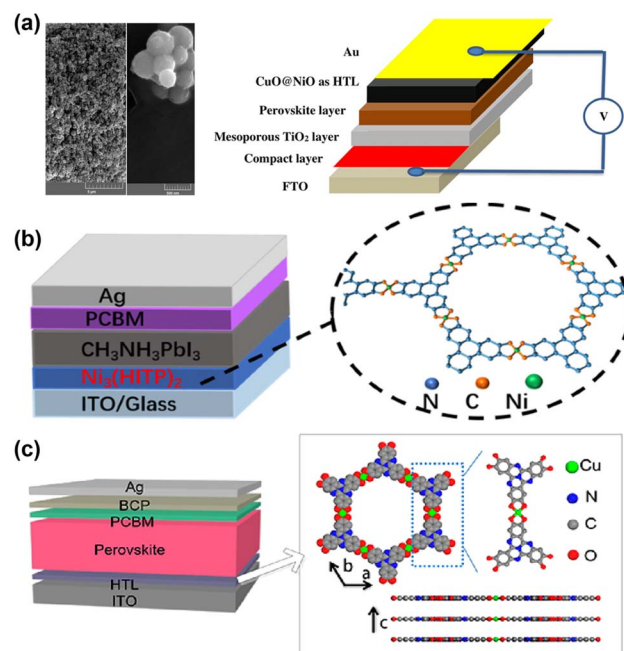 (a)
Au
CuO@NiO as HTL
Perovskite layer
Mesoporous TiO₂ layer
Compact layer
FTO
V
(b)
Ag
PCBM
CH₃NH₃PbI₃
Ni₃(HITP)₂
ITO/Glass
N C Ni
(c)
Ag
BCP
PCBM
Perovskite
HTL
ITO
b
a
Cu
N
C
O
c